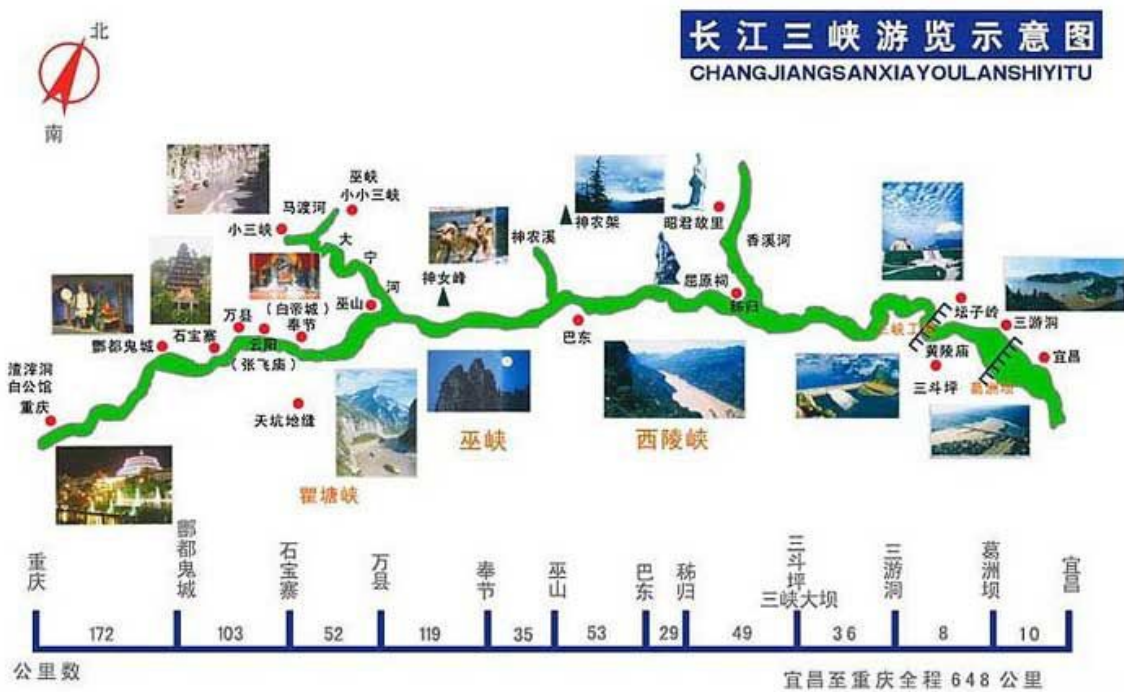 长江三峡游览示意图
CHANGJIANGSANXIAYOULANSHIYITU
北
南
巫峡
小小三峡
马渡河
小三峡
大宁河
神农架
昭君故里
神农溪
香溪河
神女峰
屈原祠
(白帝城)
奉节
巫山
万县
云阳
(张飞庙)
石宝寨
酆都鬼城
巴东
秭归
坛子岭
三游洞
黄陵庙
宜昌
三斗坪
葛洲坝
渣滓洞
白公馆
重庆
天坑地缝
瞿塘峡
巫峡
西陵峡
重庆
酆都鬼城
石宝寨
万县
奉节
巫山
巴东
秭归
三斗坪
三峡大坝
三游洞
葛洲坝
宜昌
172 103 52 119 35 53 29 49 36 8 10
公里数
宜昌至重庆全程 648 公里